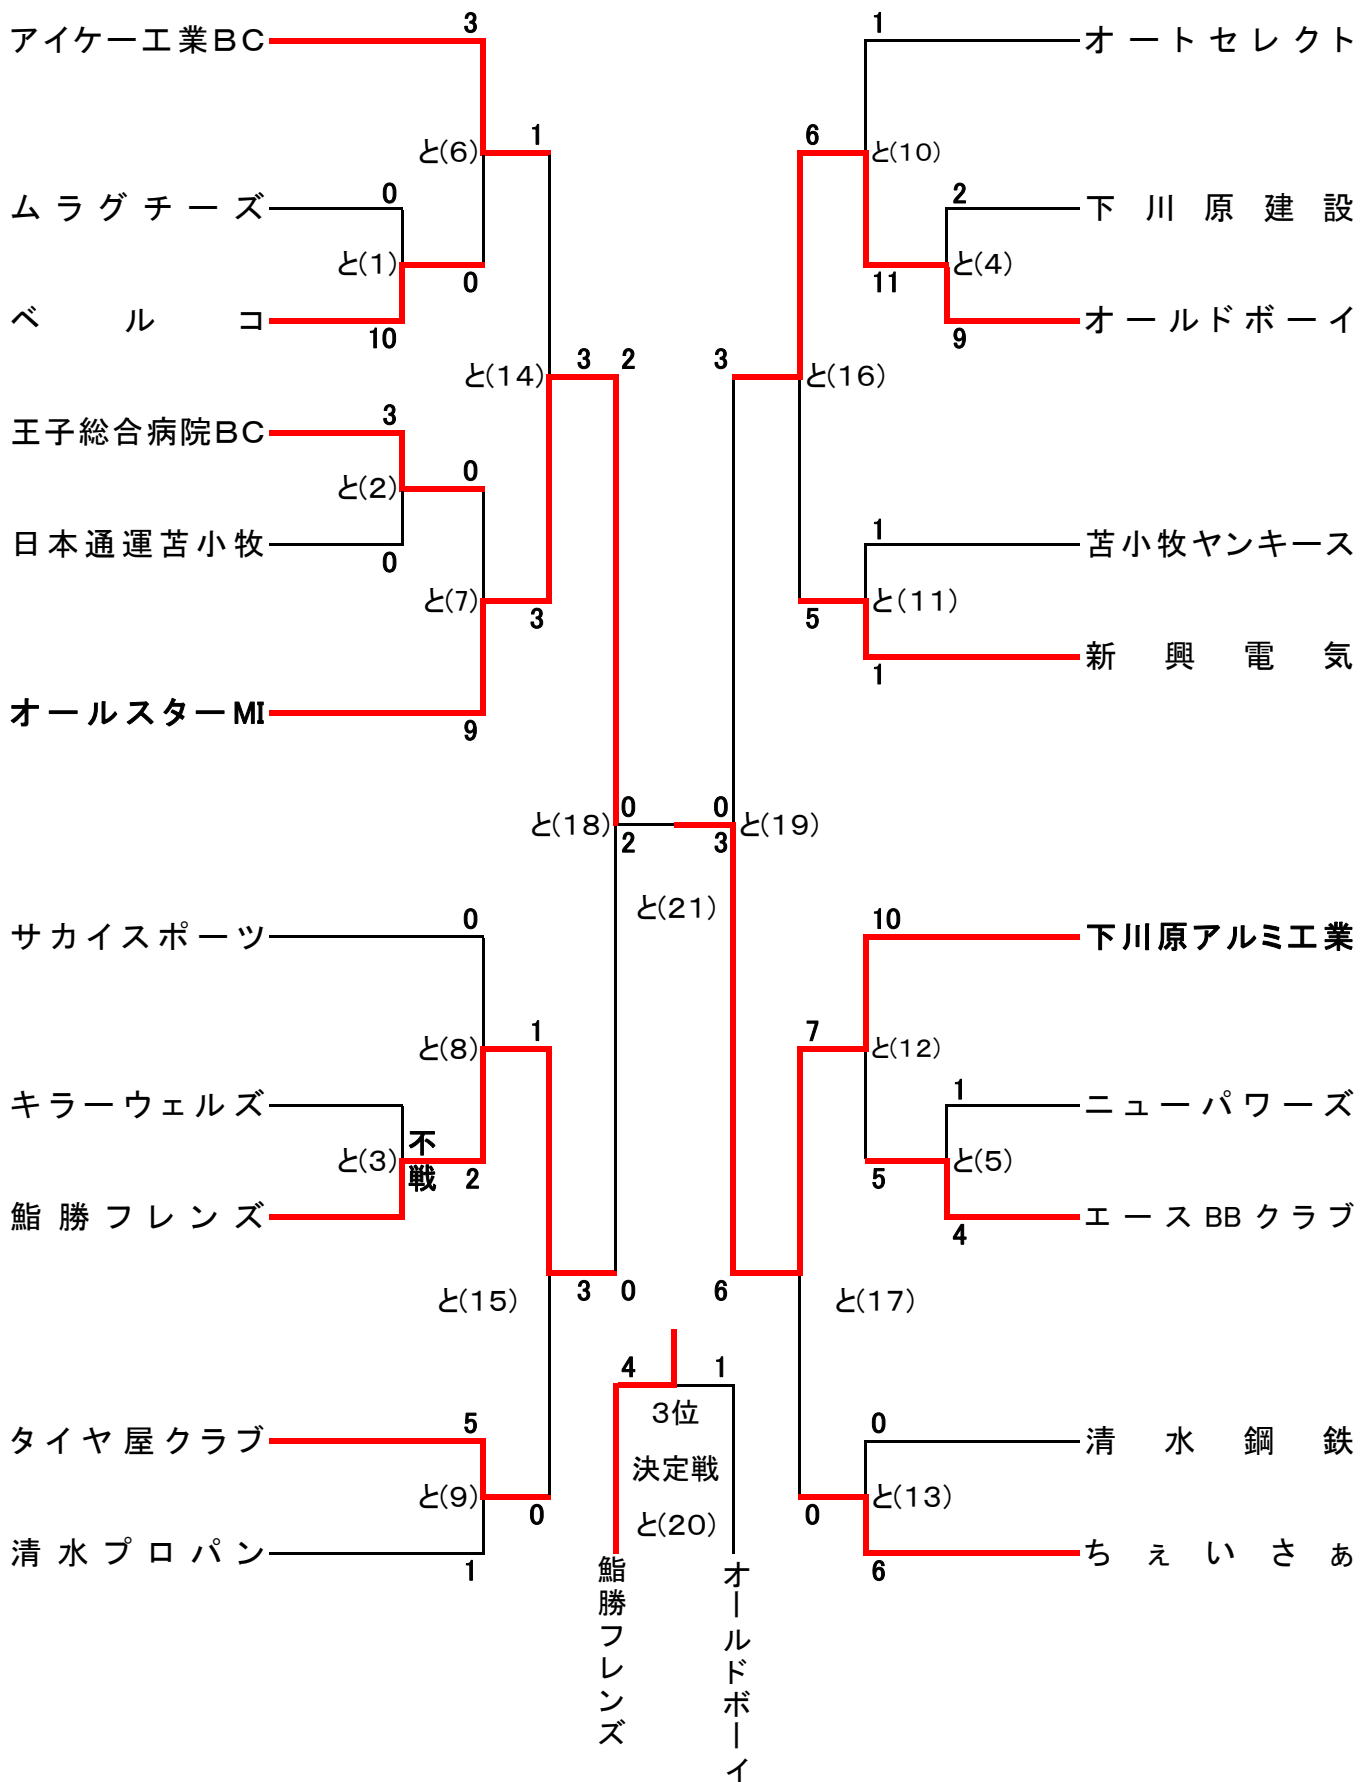 3
1
アイケー工業BC
オートセレクト
1
6
と(6)
と(10)
0
2
ムラグチーズ
下川原建設
と(1)
と(4)
0
11
ベルコ
オールドボーイ
10
9
3
2
3
と(14)
と(16)
3
王子総合病院BC
0
と(2)
1
日本通運苫小牧
苫小牧ヤンキース
0
と(7)
と(11)
3
5
新興電気
1
オールスターMI
9
0
0
と(18)
と(19)
2
3
と(21)
0
10
サカイスポーツ
下川原アルミ工業
1
7
と(8)
と(12)
1
キラーウェルズ
ニューパワーズ
不戦
と(3)
と(5)
2
5
鮨勝フレンズ
エースBBクラブ
4
3
0
6
と(15)
と(17)
4
1
3位
決定戦
と(20)
5
0
タイヤ屋クラブ
清水鋼鉄
と(9)
と(13)
0
0
清水プロパン
ちぇいさぁ
1
6
鮨勝フレンズ
オールドボーイ